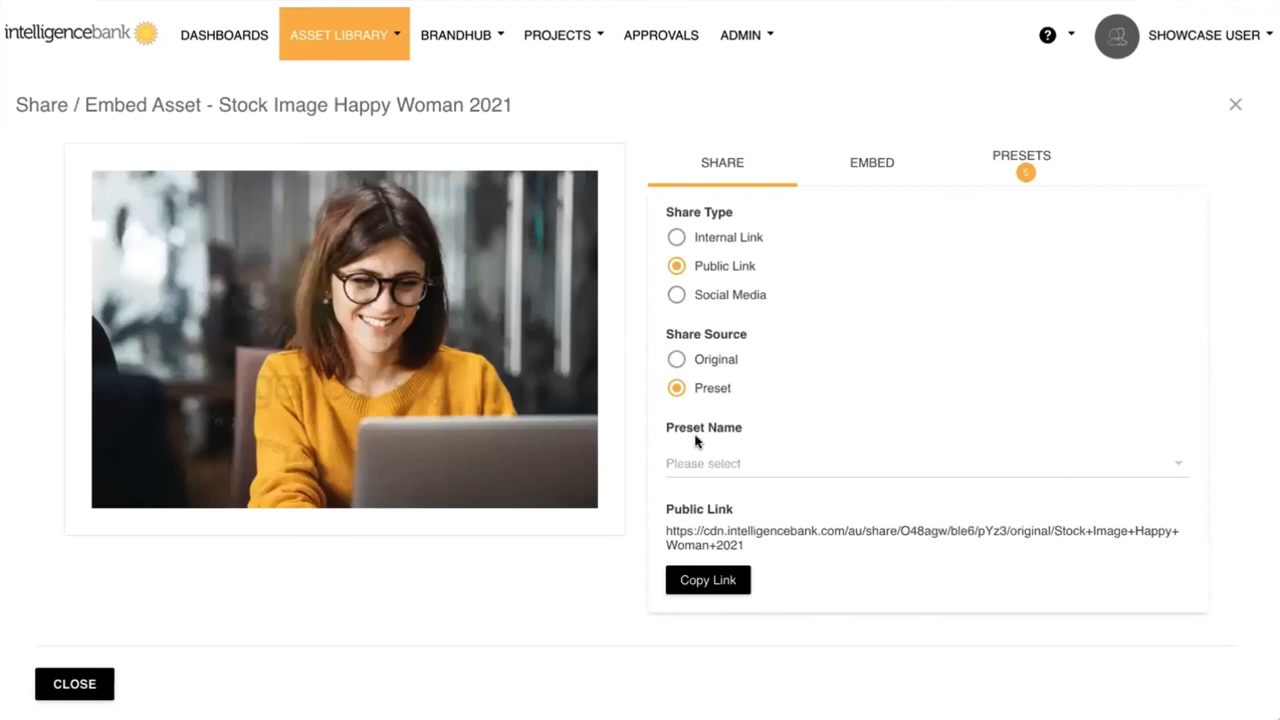 intelligencebank
DASHBOARDS
ASSET LIBRARY
BRANDHUB
PROJECTS
APPROVALS
ADMIN
?
SHOWCASE USER
Share / Embed Asset - Stock Image Happy Woman 2021
SHARE
EMBED
PRESETS
5
Share Type
Internal Link
Public Link
Social Media
Share Source
Original
Preset
Preset Name
Please select
Public Link
https://cdn.intelligencebank.com/au/share/O48agw/ble6/pYz3/original/Stock+Image+Happy+
Woman+2021
Copy Link
CLOSE